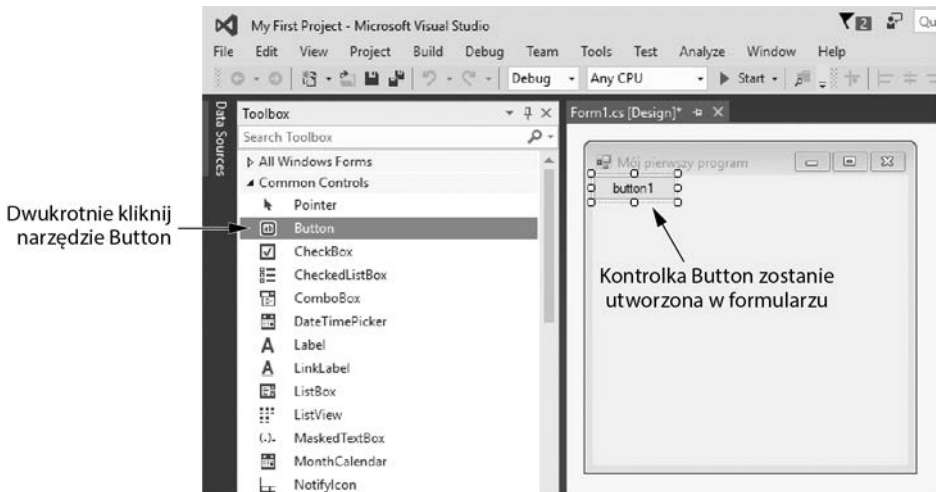 My First Project - Microsoft Visual Studio
2
Qu
File Edit View Project Build Debug Team Tools Test Analyze Window Help
Debug Any CPU Start
Data Sources
Toolbox
Form1.cs [Design]*
Search Toolbox
All Windows Forms
Common Controls
Pointer
Button
CheckBox
CheckedListBox
ComboBox
DateTimePicker
Label
LinkLabel
ListBox
ListView
MaskedTextBox
MonthCalendar
NotifyIcon
Dwukrotnie kliknij
narzędzie Button
Mój pierwszy program
button1
Kontrolka Button zostanie
utworzona w formularzu